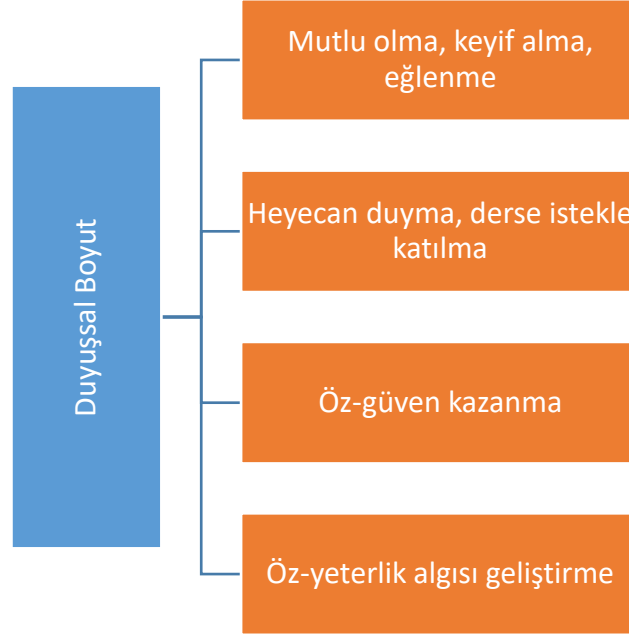 Duyuşsal Boyut
Mutlu olma, keyif alma,
eğlenme
Heyecan duyma, derse istekle
katılma
Öz-güven kazanma
Öz-yeterlik algısı geliştirme